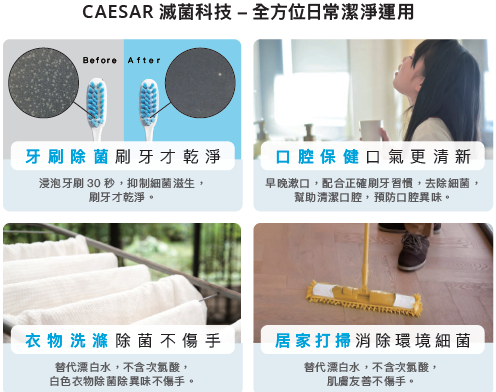 CAESAR 滅菌科技 – 全方位日常潔淨運用
Before After
牙刷除菌刷牙才乾淨
浸泡牙刷 30 秒，抑制細菌滋生，
刷牙才乾淨。
口腔保健口氣更清新
早晚漱口，配合正確刷牙習慣，去除細菌，
幫助清潔口腔，預防口腔異味。
衣物洗滌除菌不傷手
替代漂白水，不含次氯酸，
白色衣物除菌除異味不傷手。
居家打掃消除環境細菌
替代漂白水，不含次氯酸，
肌膚友善不傷手。